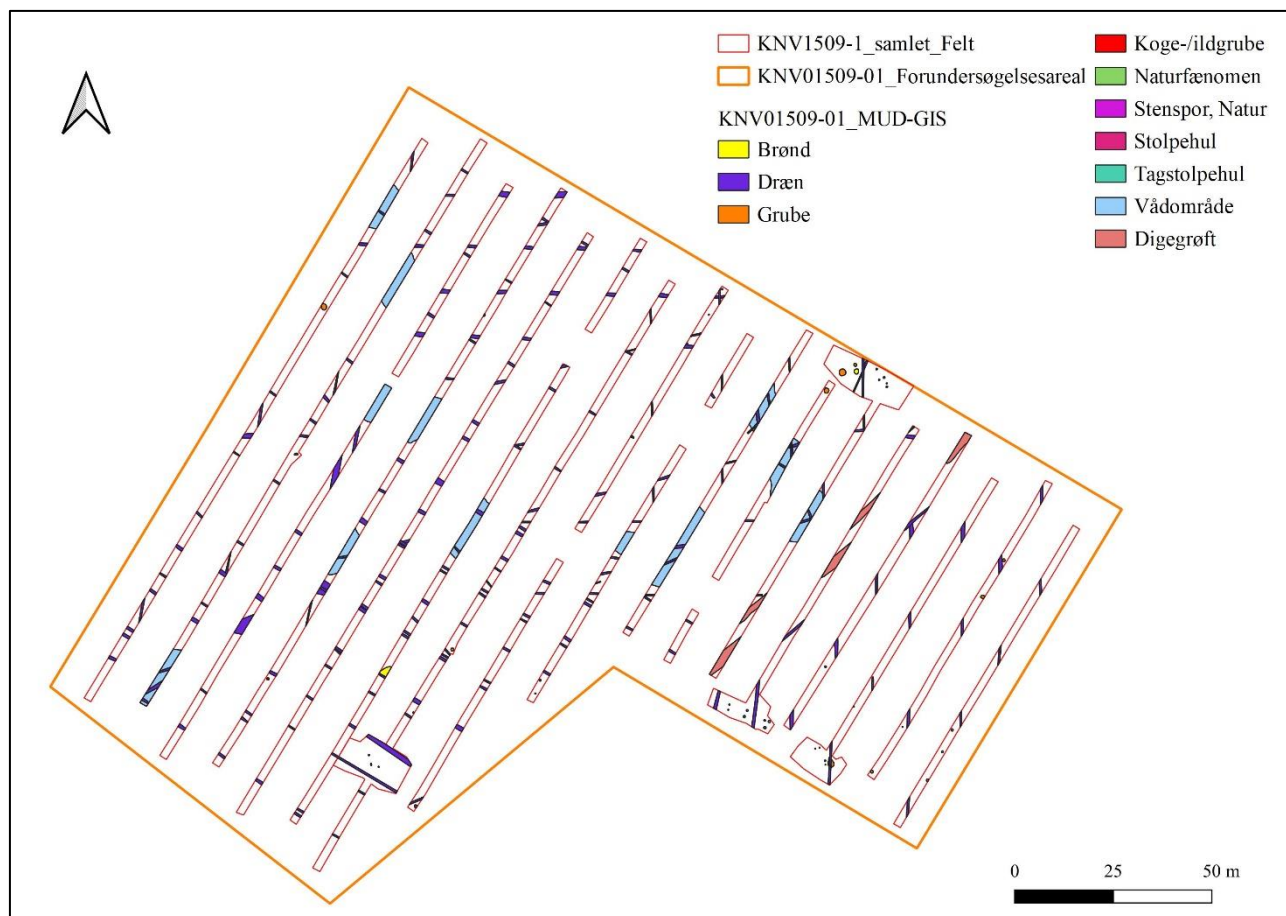 KNV1509-1_samlet_Felt
KNV01509-01_Forundersøgelsesareal
KNV01509-01_MUD-GIS
Brønd
Dræn
Grube
Koge-/ildgrube
Naturfænomen
Stenspor, Natur
Stolpehul
Tagstolpehul
Vådområde
Digegrøft
0 25 50 m